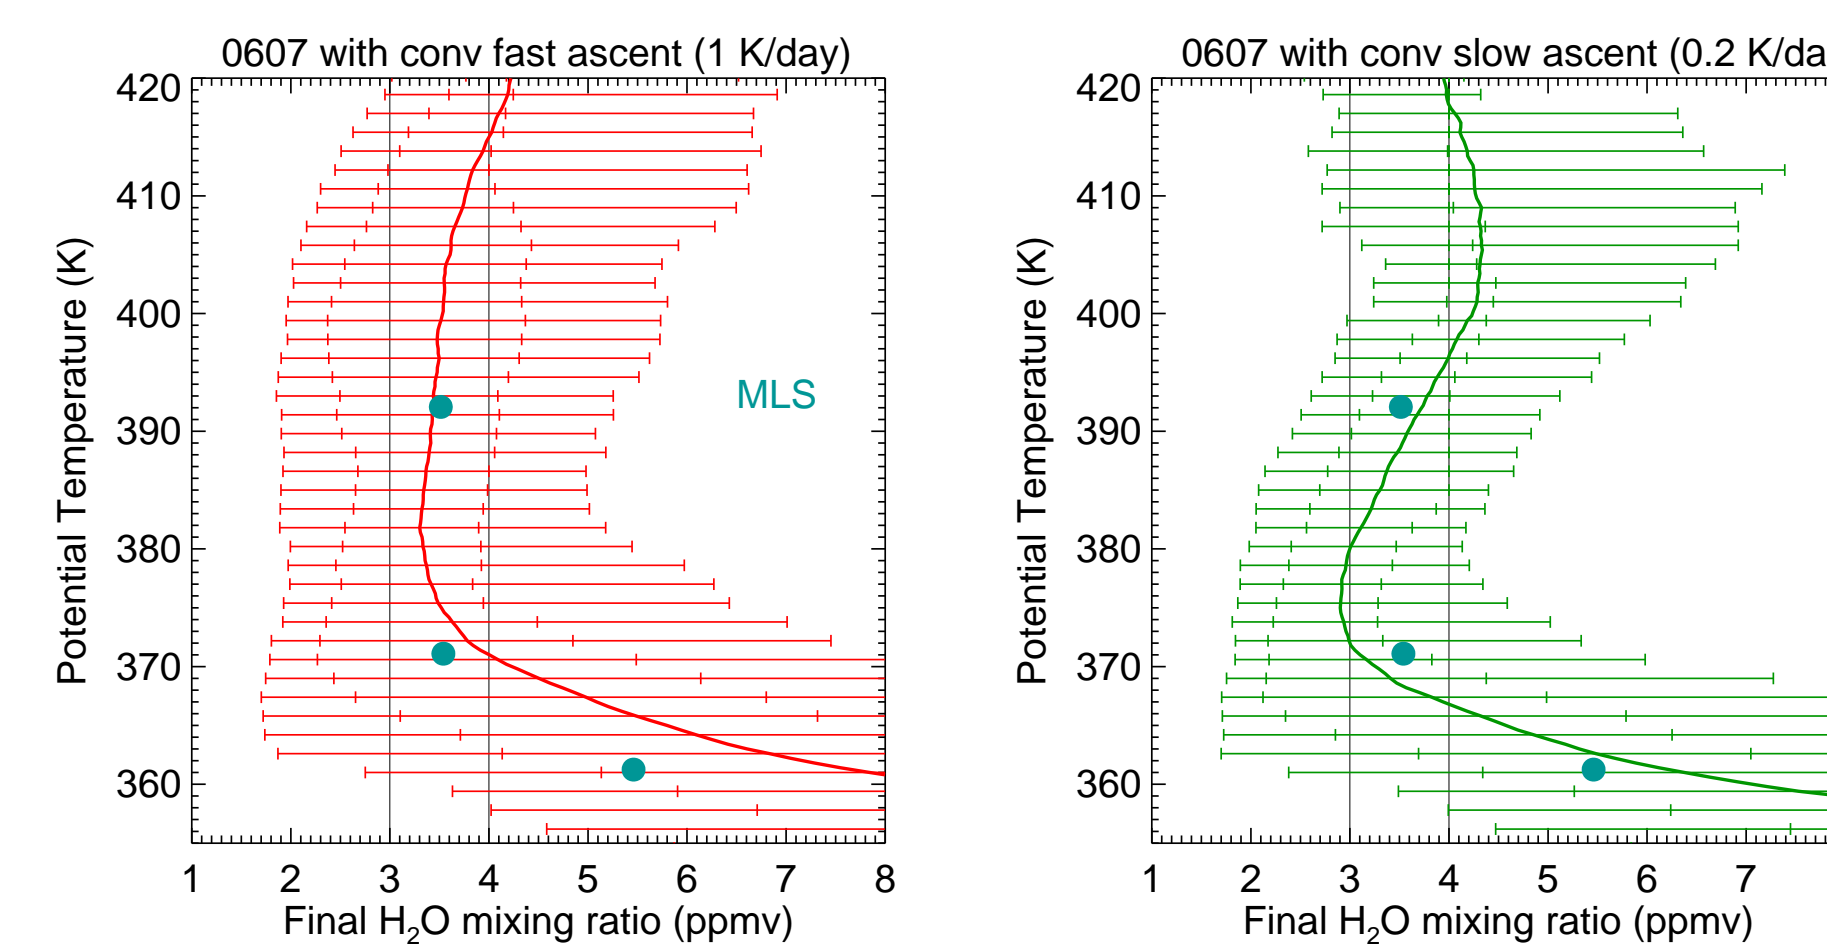 0607 with conv fast ascent (1 K/day)
420
410
400
390
380
370
360
Potential Temperature (K)
MLS
1 2 3 4 5 6 7 8
Final H₂O mixing ratio (ppmv)
0607 with conv slow ascent (0.2 K/da
420
410
400
390
380
370
360
Potential Temperature (K)
1 2 3 4 5 6 7
Final H₂O mixing ratio (ppmv)